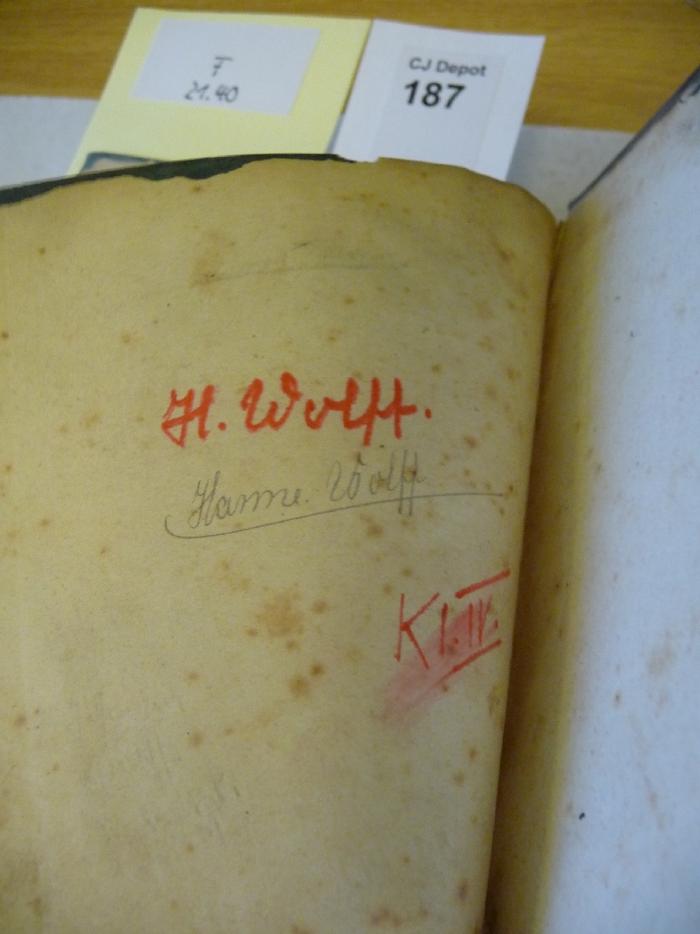 F
21.40
CJ Depot
187
H. Wolff.
Hanne. Wolff
Kl. IV.